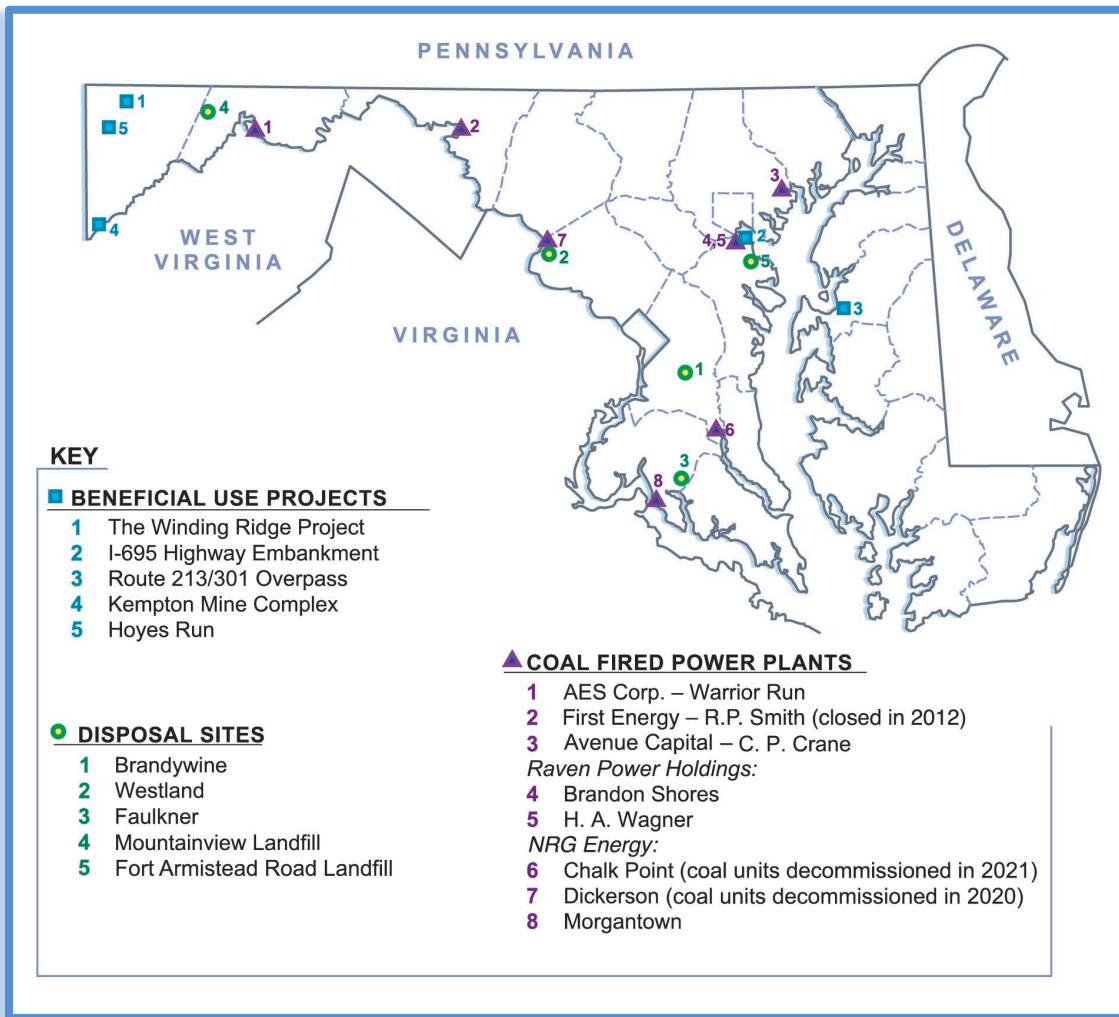 PENNSYLVANIA
1
5
4
1
2
3
4
WEST
VIRGINIA
7
2
4,5
2
5
3
DELAWARE
VIRGINIA
1
6
3
8
KEY
BENEFICIAL USE PROJECTS
1 The Winding Ridge Project
2 I-695 Highway Embankment
3 Route 213/301 Overpass
4 Kempton Mine Complex
5 Hoyes Run
DISPOSAL SITES
1 Brandywine
2 Westland
3 Faulkner
4 Mountainview Landfill
5 Fort Armistead Road Landfill
COAL FIRED POWER PLANTS
1 AES Corp. – Warrior Run
2 First Energy – R.P. Smith (closed in 2012)
3 Avenue Capital – C. P. Crane
Raven Power Holdings:
4 Brandon Shores
5 H. A. Wagner
NRG Energy:
6 Chalk Point (coal units decommissioned in 2021)
7 Dickerson (coal units decommissioned in 2020)
8 Morgantown